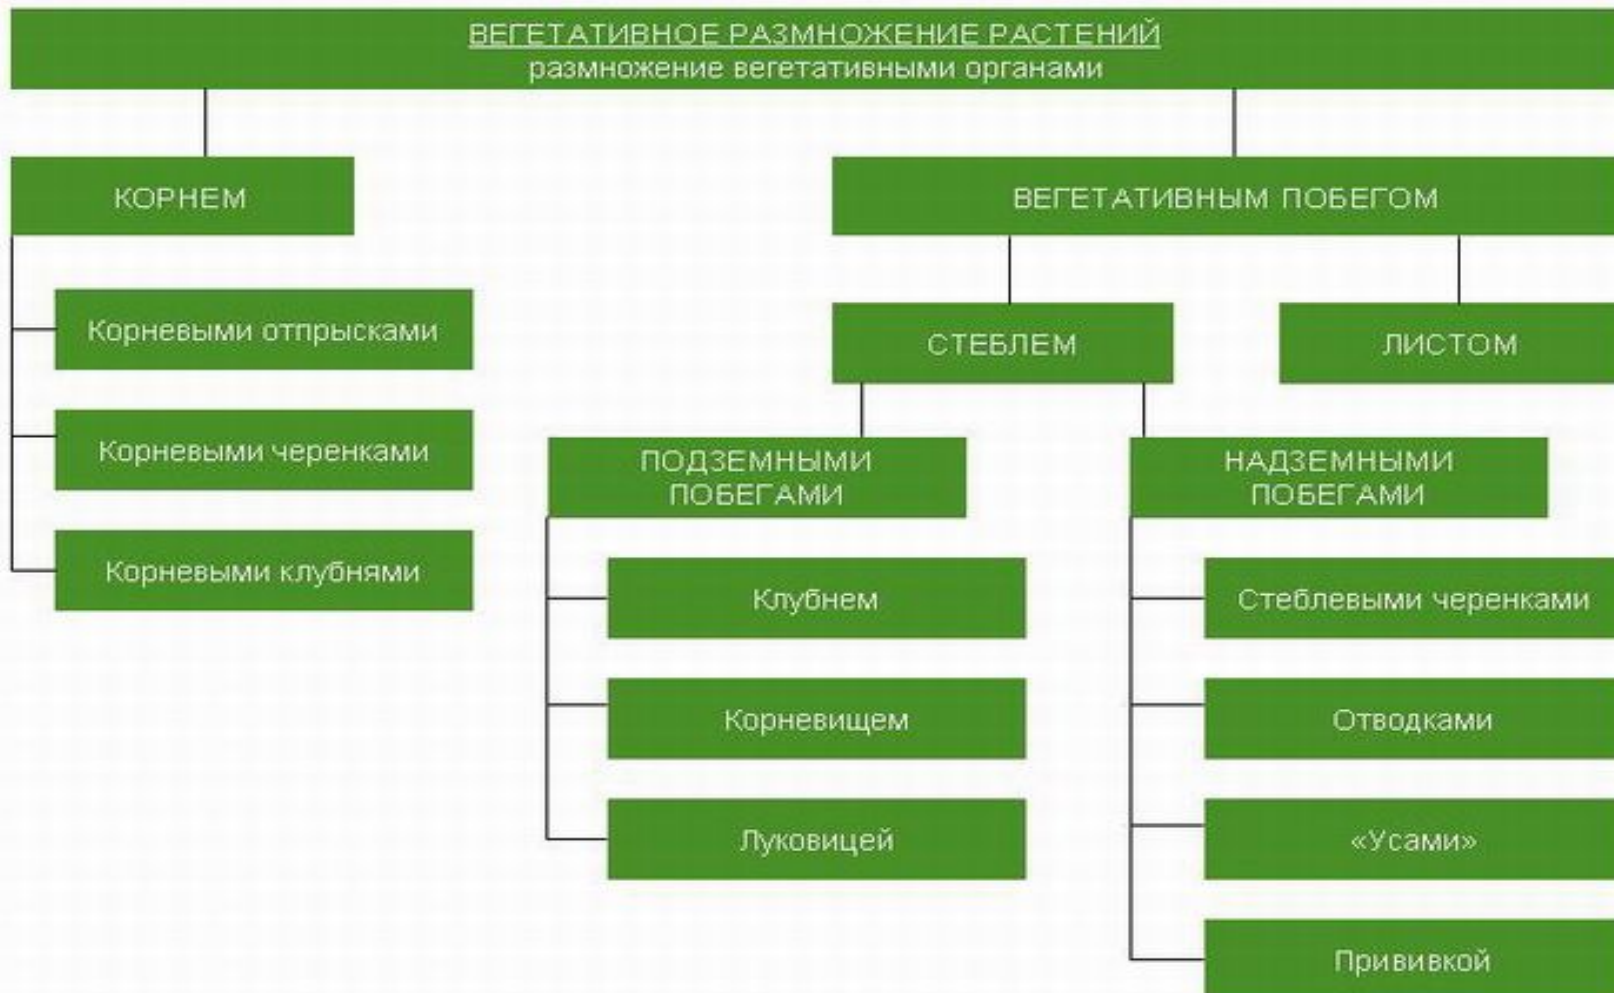 ВЕГЕТАТИВНОЕ РАЗМНОЖЕНИЕ РАСТЕНИЙ
размножение вегетативными органами
КОРНЕМ
ВЕГЕТАТИВНЫМ ПОБЕГОМ
Корневыми отпрысками
Корневыми черенками
Корневыми клубнями
СТЕБЛЕМ
ЛИСТОМ
ПОДЗЕМНЫМИ
ПОБЕГАМИ
Клубнем
Корневищем
Луковицей
НАДЗЕМНЫМИ
ПОБЕГАМИ
Стеблевыми черенками
Отводками
«Усами»
Прививкой